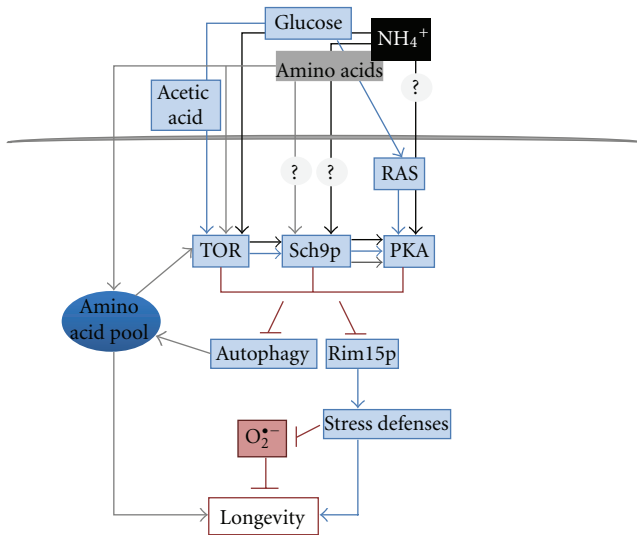 Glucose
NH₄⁺
Amino acids
Acetic
acid
?
RAS
?
?
TOR
Sch9p
PKA
Amino
acid pool
Autophagy
Rim15p
Stress defenses
O₂•−
Longevity